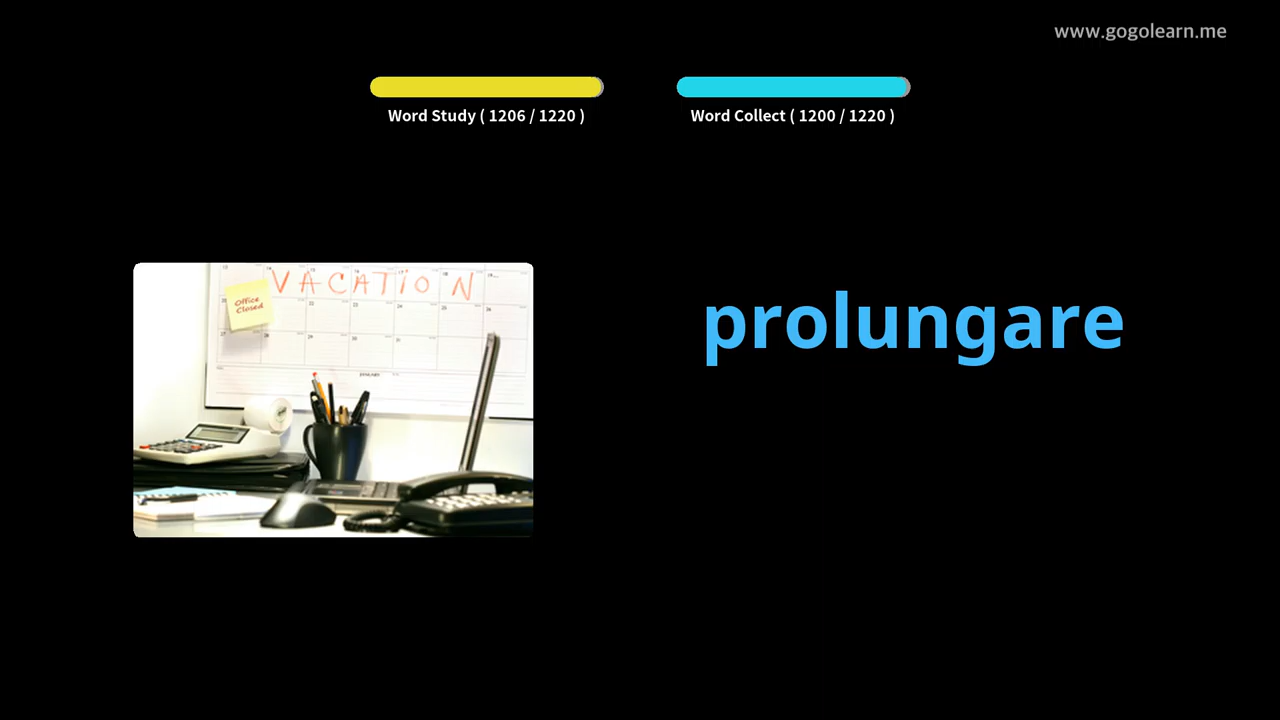 www.gogolearn.me
Word Study ( 1206 / 1220 )
Word Collect ( 1200 / 1220 )
VACATION
Office
Closed
prolungare